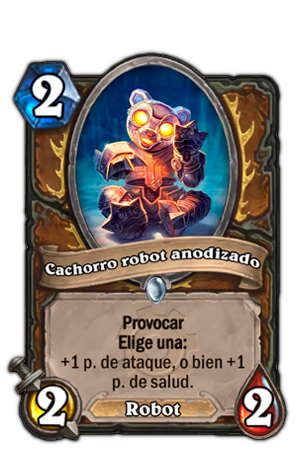 2
Cachorro robot anodizado
Provocar
Elige una:
+1 p. de ataque, o bien +1
p. de salud.
2
Robot
2